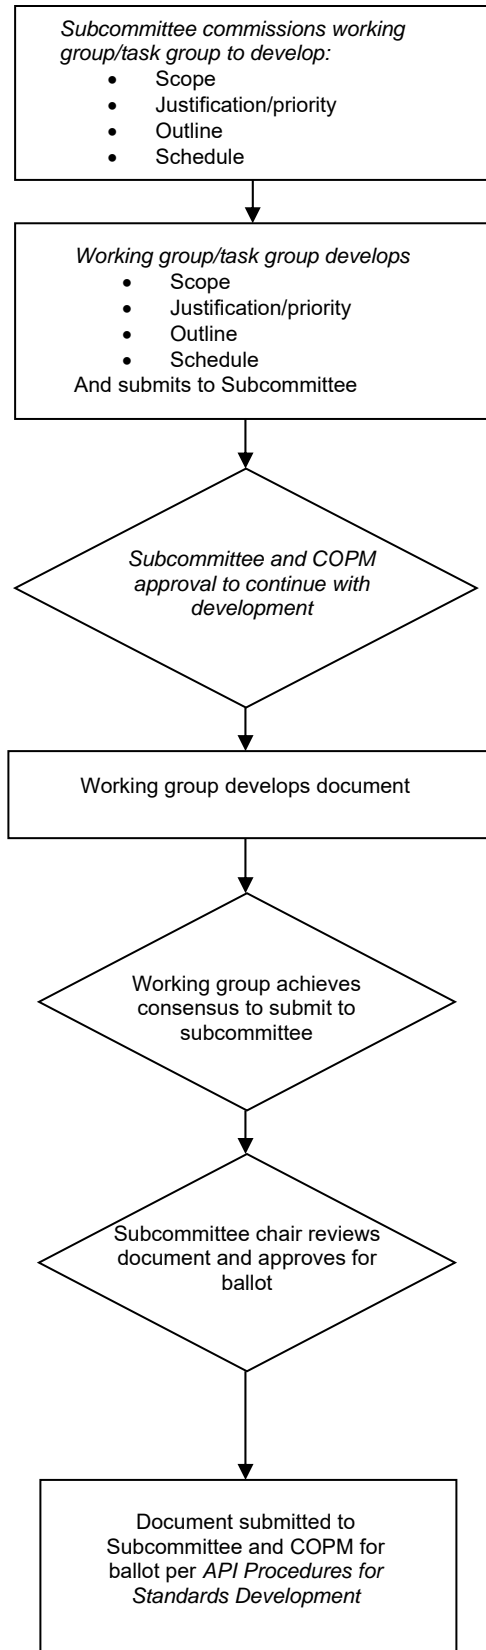 Subcommittee commissions working
group/task group to develop:
• Scope
• Justification/priority
• Outline
• Schedule
Working group/task group develops
• Scope
• Justification/priority
• Outline
• Schedule
And submits to Subcommittee
Subcommittee and COPM
approval to continue with
development
Working group develops document
Working group achieves
consensus to submit to
subcommittee
Subcommittee chair reviews
document and approves for
ballot
Document submitted to
Subcommittee and COPM for
ballot per API Procedures for
Standards Development